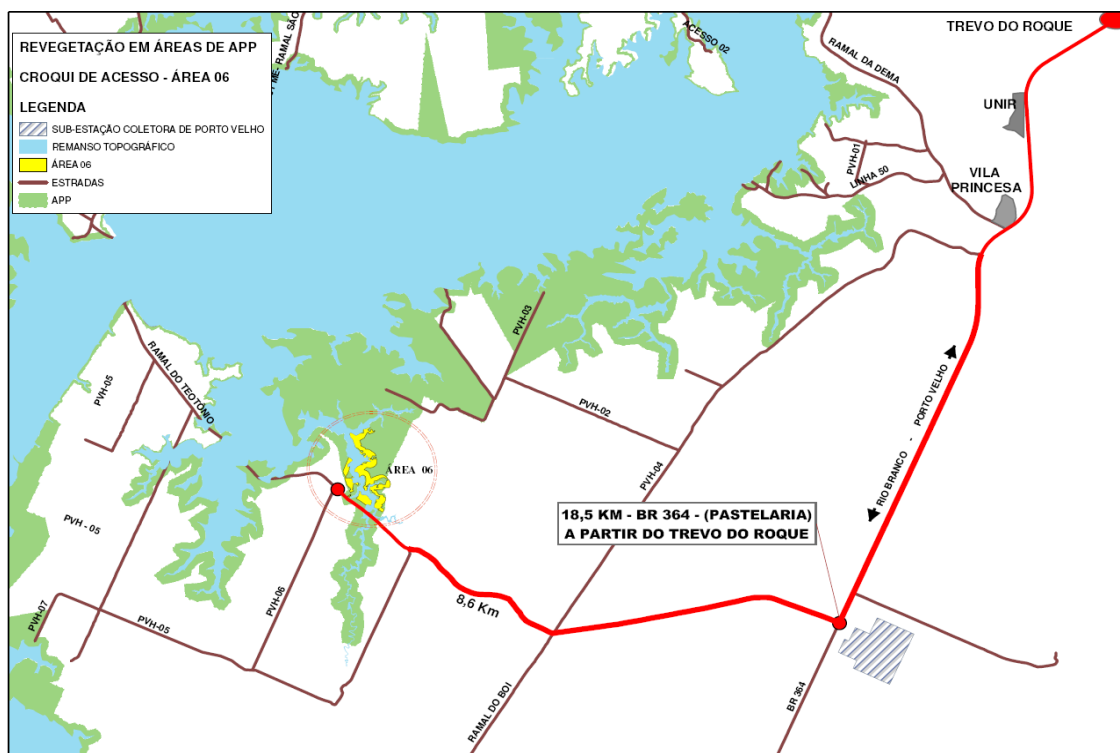 REVEGETAÇÃO EM ÁREAS DE APP
CROQUI DE ACESSO - ÁREA 06
LEGENDA
SUB-ESTAÇÃO COLETORA DE PORTO VELHO
REMANSO TOPOGRÁFICO
ÁREA 06
ESTRADAS
APP
ACESSO 02
TREVO DO ROQUE
RAMAL DA DEMA
UNIR
PVH-01
LINHA 50
VILA
PRINCESA
PVH-03
RAMAL DO TEOTÔNIO
PVH-05
PVH-02
RIO BRANCO - PORTO VELHO
ÁREA 06
PVH-04
18,5 KM - BR 364 - (PASTELARIA)
A PARTIR DO TREVO DO ROQUE
PVH - 05
PVH-06
8,6 Km
PVH-07
PVH-05
RAMAL DO BOI
BR 364